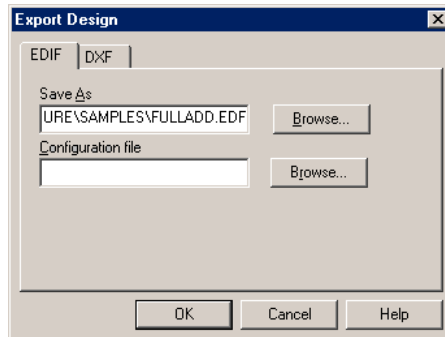 Export Design
EDIF DXF
Save As
URE\SAMPLES\FULLADD.EDF Browse...
Configuration file
Browse...
OK Cancel Help